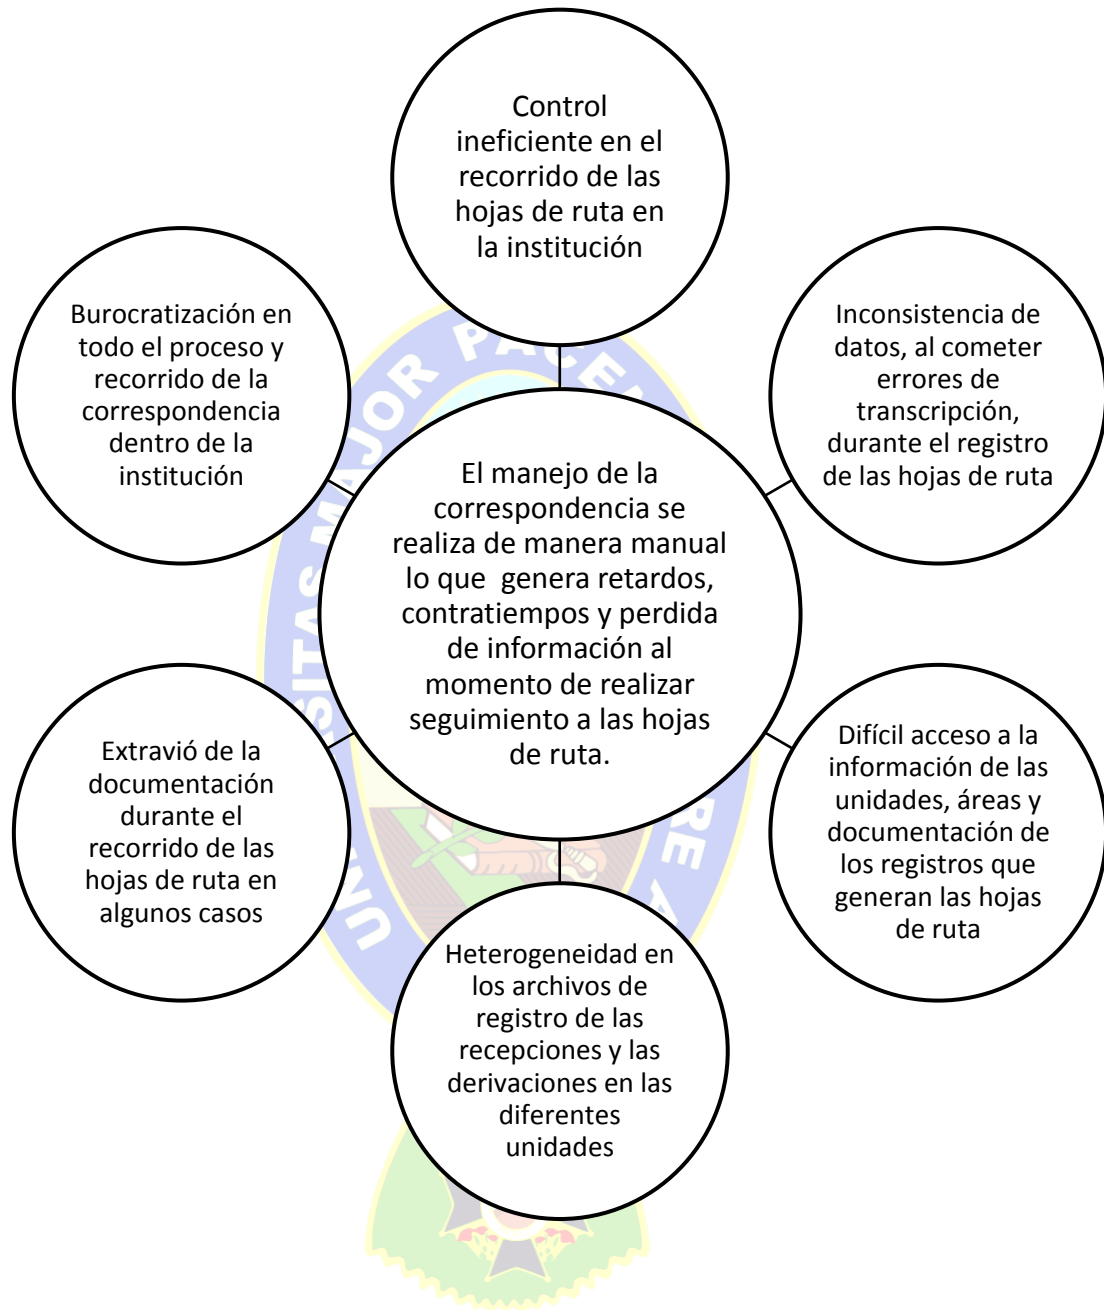 Control
ineficiente en el
recorrido de las
hojas de ruta en
la institución
Burocratización en
todo el proceso y
recorrido de la
correspondencia
dentro de la
institución
Inconsistencia de
datos, al cometer
errores de
transcripción,
durante el registro
de las hojas de ruta
El manejo de la
correspondencia se
realiza de manera manual
lo que  genera retardos,
contratiempos y perdida
de información al
momento de realizar
seguimiento a las hojas
de ruta.
Extravió de la
documentación
durante el
recorrido de las
hojas de ruta en
algunos casos
Difícil acceso a la
información de las
unidades, áreas y
documentación de
los registros que
generan las hojas
de ruta
Heterogeneidad en
los archivos de
registro de las
recepciones y las
derivaciones en las
diferentes
unidades
MAJOR